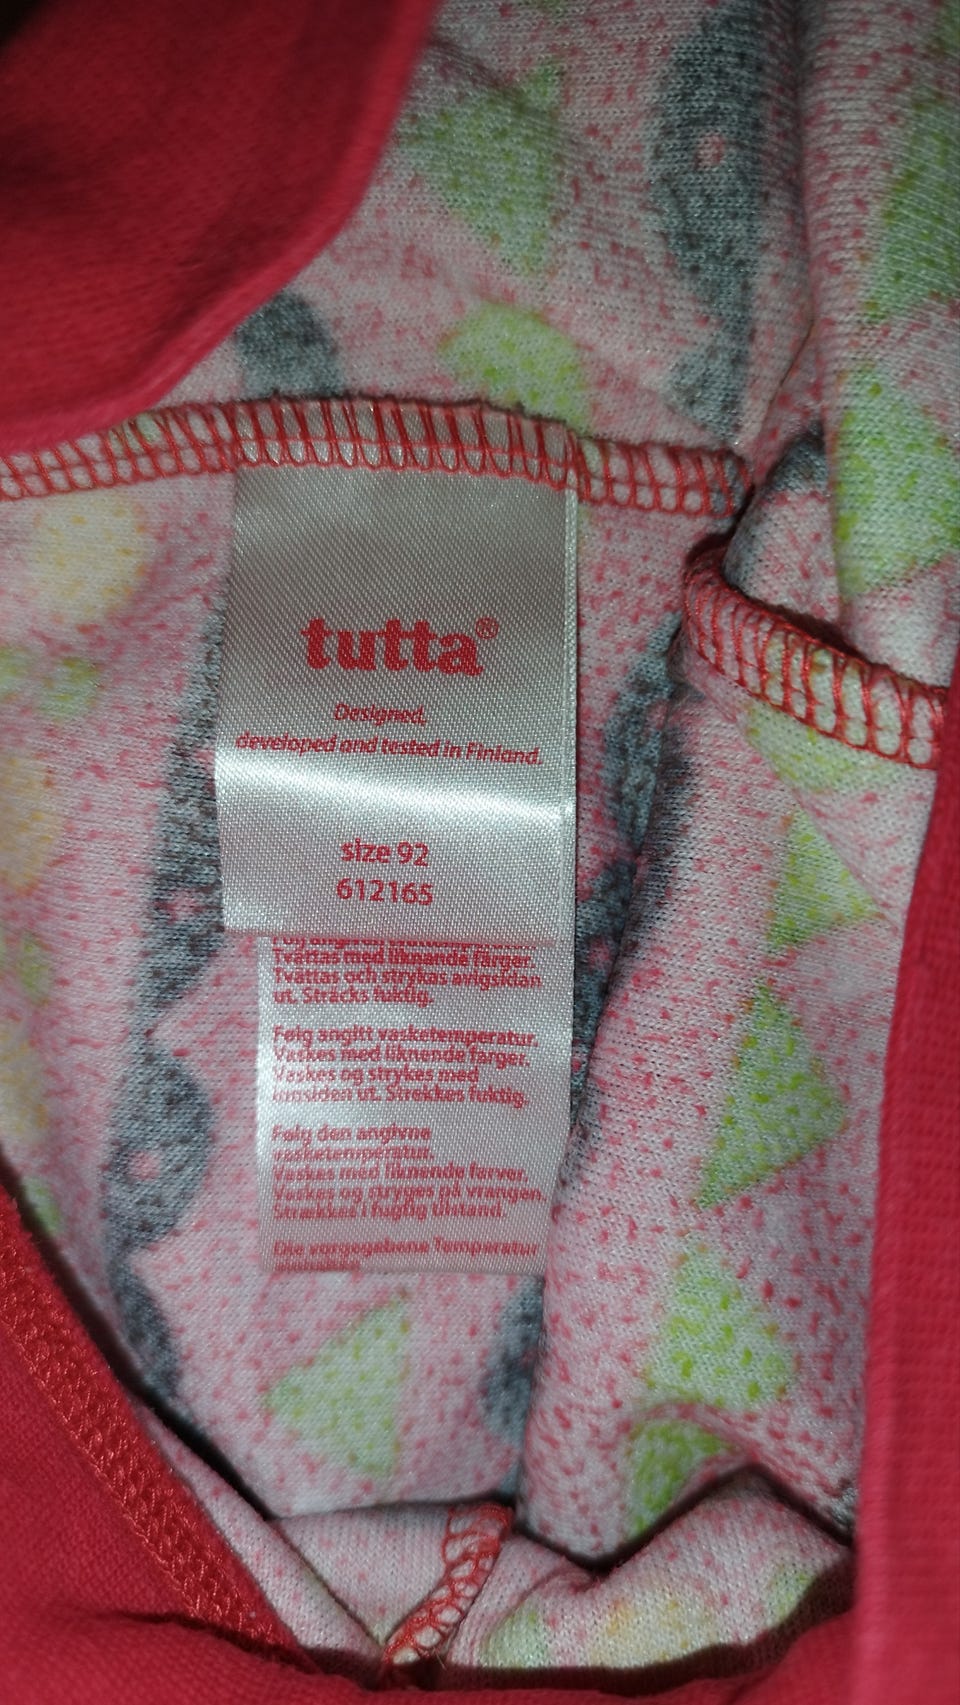 tutta®
Designed,
developed and tested in Finland.
size 92
612165
Tvättas med liknande färger.
Tvättas och strykas avigsidan
ut. Sträcks fuktig.
Følg angitt vasketemperatur.
Vaskes med liknende farger.
Vaskes og strykes med
innsiden ut. Strekkes fuktig.
Følg den angivne
vasketemperatur.
Vaskes med liknende farver.
Vaskes og stryges på vrangen.
Strækkes i fugtig tilstand.
Die vorgegebene Temperatur